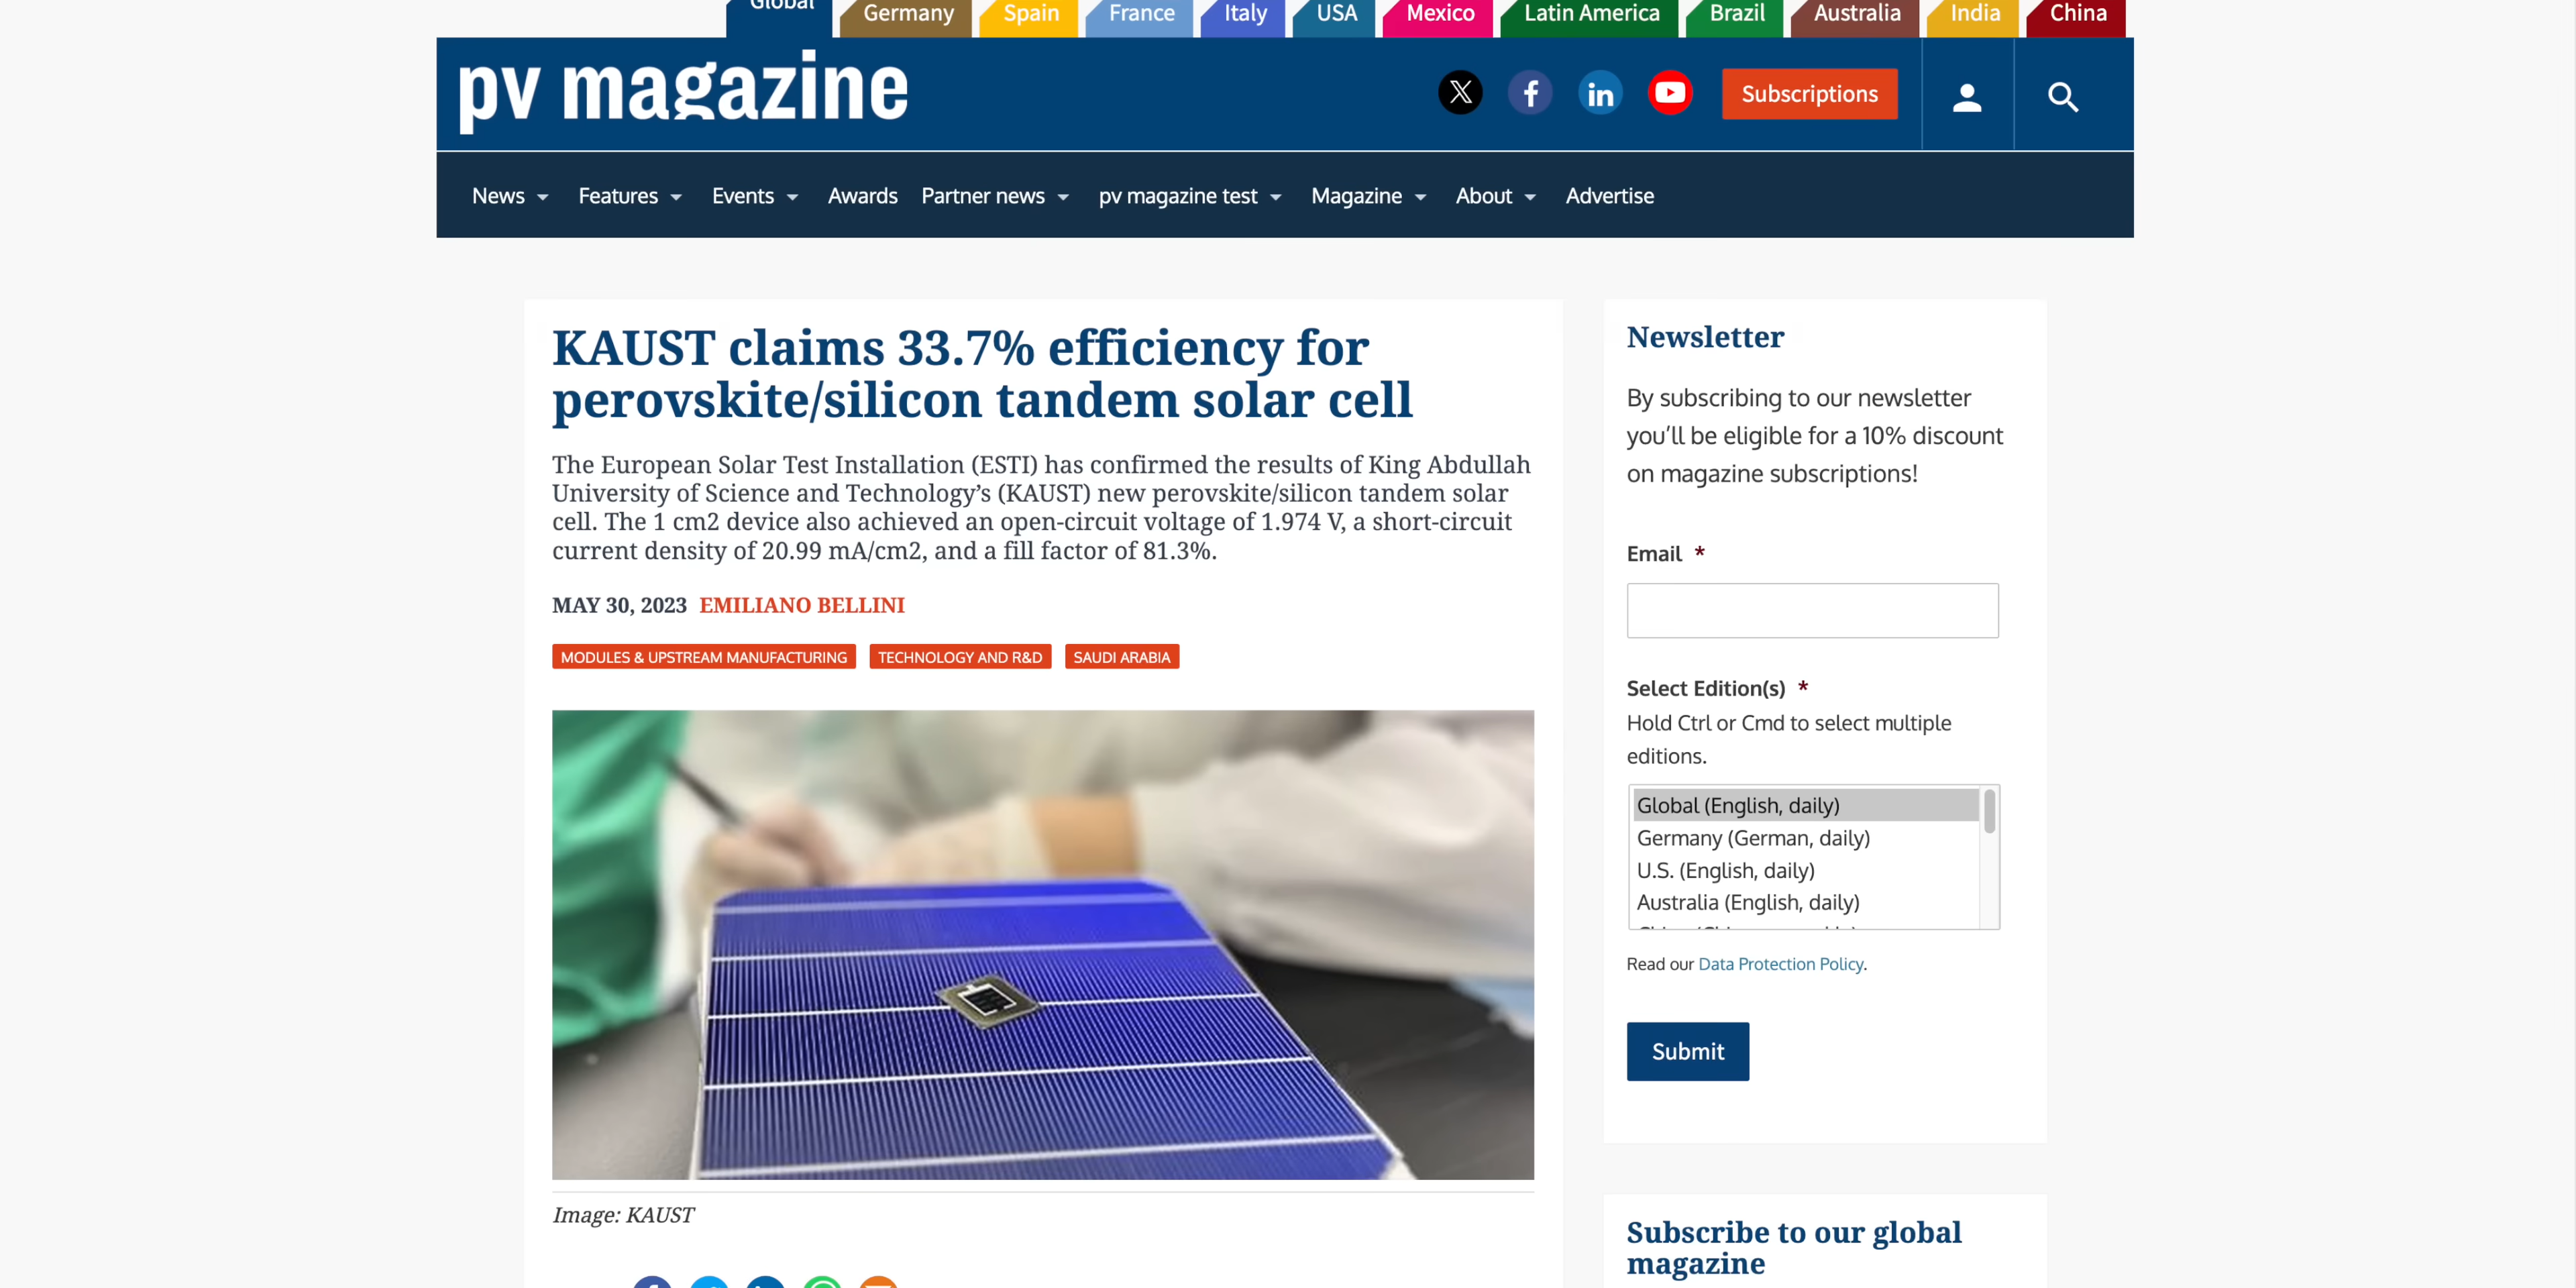 Global
Germany
Spain
France
Italy
USA
Mexico
Latin America
Brazil
Australia
India
China
pv magazine
Subscriptions
News
Features
Events
Awards
Partner news
pv magazine test
Magazine
About
Advertise
KAUST claims 33.7% efficiency for
perovskite/silicon tandem solar cell
The European Solar Test Installation (ESTI) has confirmed the results of King Abdullah
University of Science and Technology’s (KAUST) new perovskite/silicon tandem solar
cell. The 1 cm2 device also achieved an open-circuit voltage of 1.974 V, a short-circuit
current density of 20.99 mA/cm2, and a fill factor of 81.3%.
MAY 30, 2023 EMILIANO BELLINI
MODULES & UPSTREAM MANUFACTURING
TECHNOLOGY AND R&D
SAUDI ARABIA
Image: KAUST
Newsletter
By subscribing to our newsletter
you’ll be eligible for a 10% discount
on magazine subscriptions!
Email *
Select Edition(s) *
Hold Ctrl or Cmd to select multiple
editions.
Global (English, daily)
Germany (German, daily)
U.S. (English, daily)
Australia (English, daily)
Read our Data Protection Policy.
Submit
Subscribe to our global
magazine